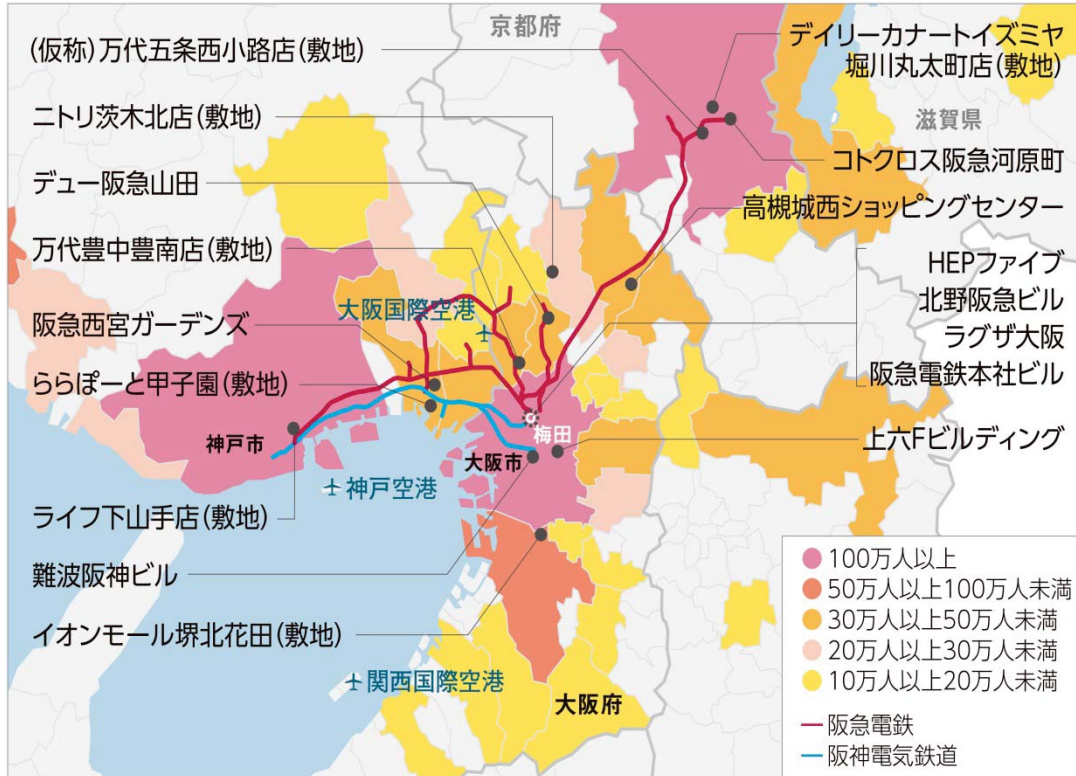 京都府
(仮称)万代五条西小路店(敷地)
デイリーカナートイズミヤ
堀川丸太町店(敷地)
ニトリ茨木北店(敷地)
滋賀県
コトクロス阪急河原町
デュー阪急山田
高槻城西ショッピングセンター
万代豊中豊南店(敷地)
HEPファイブ
北野阪急ビル
ラグザ大阪
阪急電鉄本社ビル
大阪国際空港
阪急西宮ガーデンズ
ららぽーと甲子園(敷地)
梅田
神戸市
大阪市
上六Fビルディング
神戸空港
ライフ下山手店(敷地)
難波阪神ビル
イオンモール堺北花田(敷地)
関西国際空港
大阪府
100万人以上
50万人以上100万人未満
30万人以上50万人未満
20万人以上30万人未満
10万人以上20万人未満
阪急電鉄
阪神電気鉄道